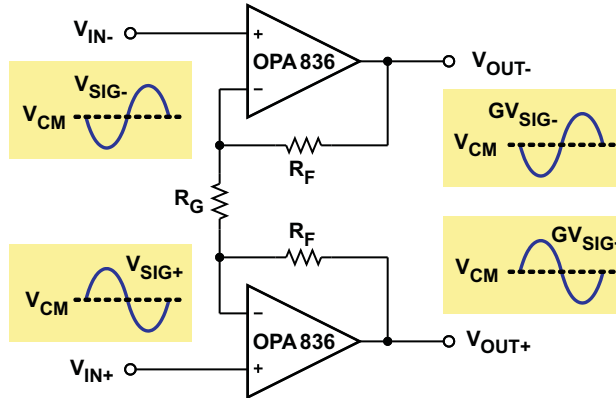 VIN-
+
OPA836
−
VOUT-
VSIG-
VCM
GVSIG-
VCM
RF
RG
RF
VSIG+
VCM
GVSIG+
VCM
−
OPA836
+
VOUT+
VIN+